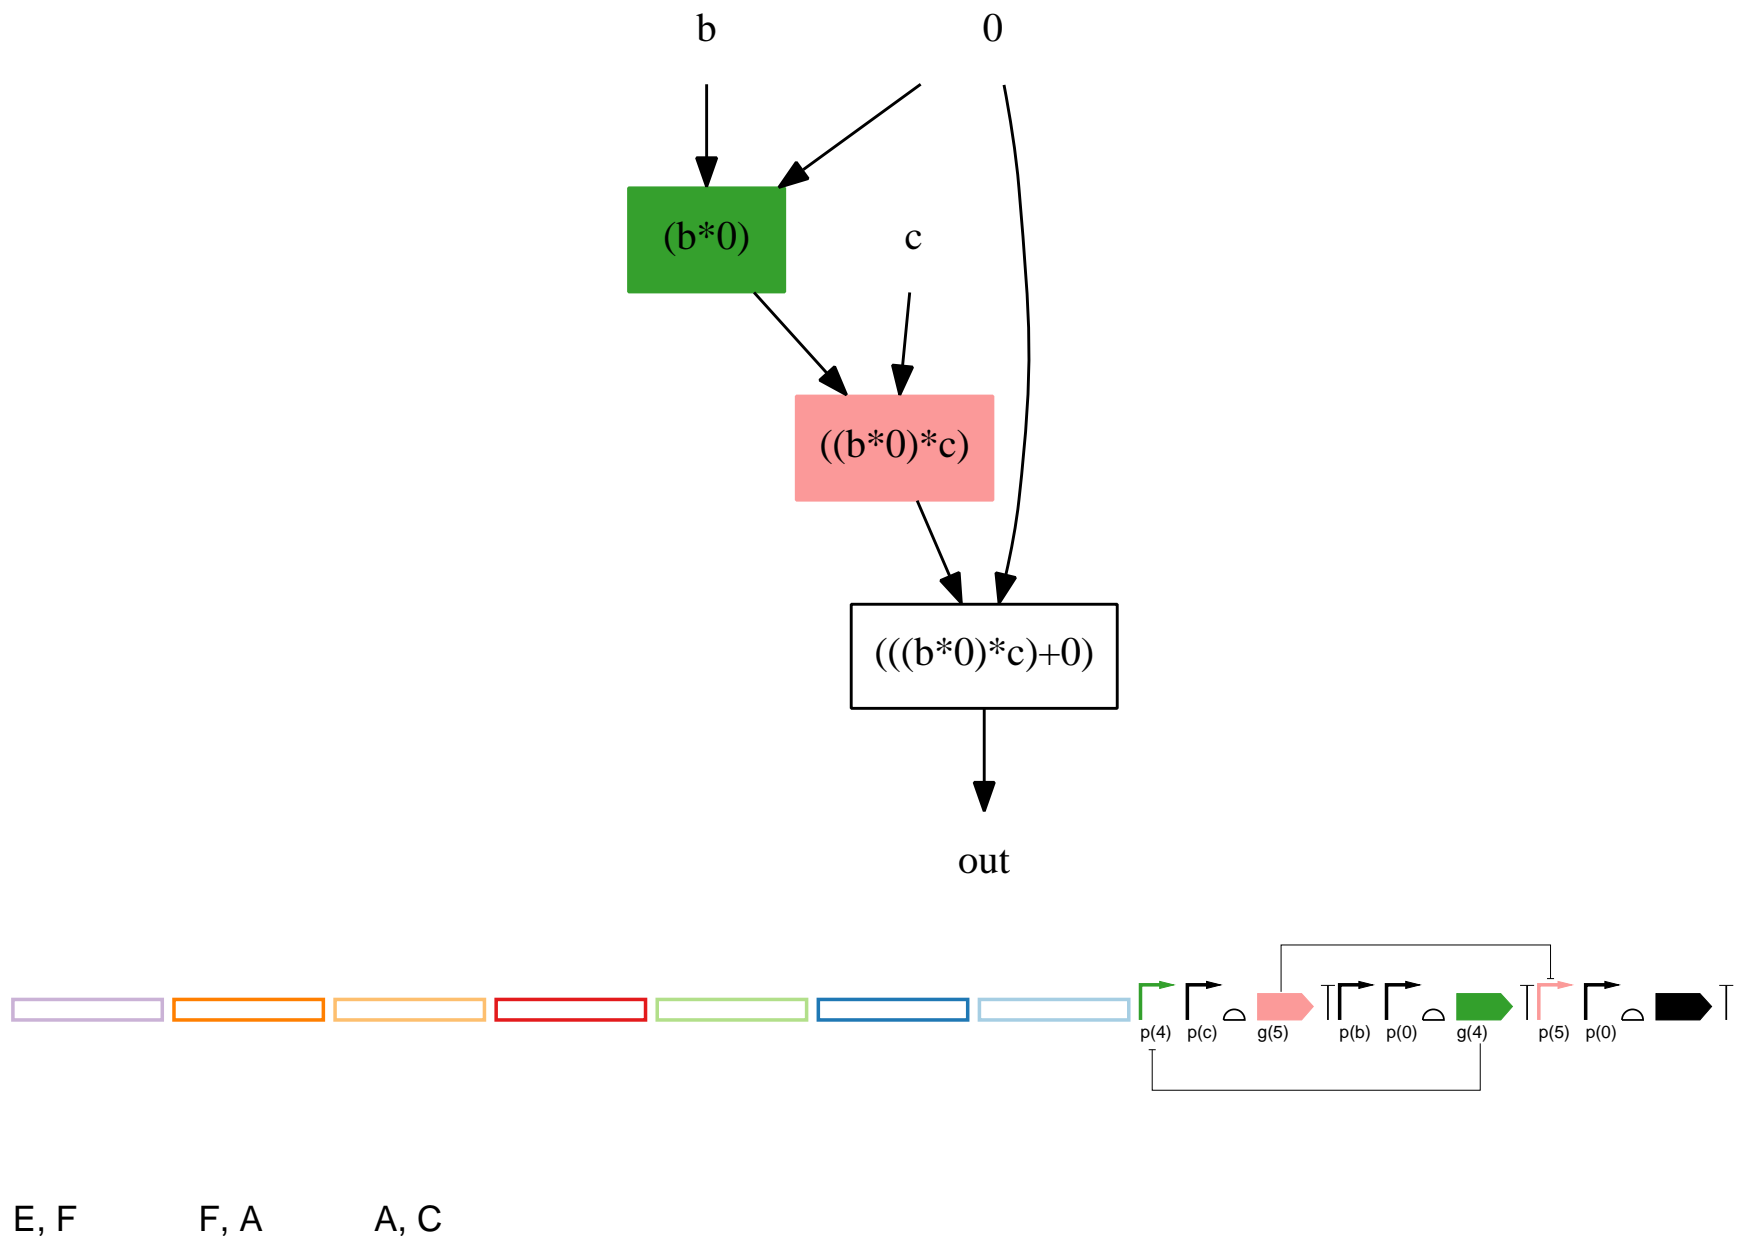 b 0
(b*0)
c
((b*0)*c)
(((b*0)*c)+0)
out
p(4) p(c) g(5) p(b) p(0) g(4) p(5) p(0)
E, F F, A A, C